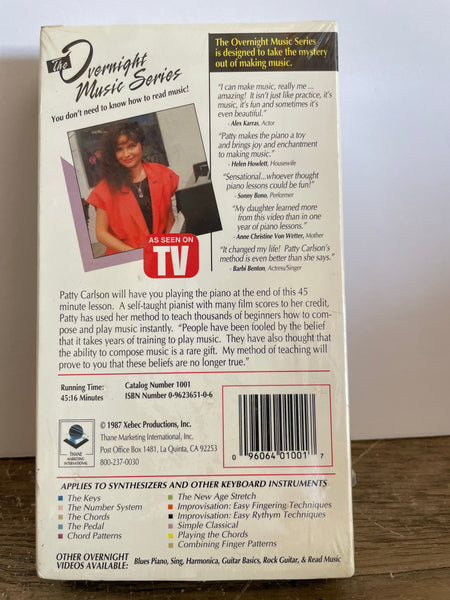 The Overnight
Music Series
You don't need to know how to read music!
The Overnight Music Series
is designed to take the mystery
out of making music.
"I can make music, really me ...
amazing! It isn't just like practice, it's
music, it's fun and sometimes it's
even beautiful."
- Alex Karras, Actor
"Patty makes the piano a toy
and brings joy and enchantment
to making music."
- Helen Howlett, Housewife
"Sensational...whoever thought
piano lessons could be fun!"
- Sonny Bono, Performer
"My daughter learned more
from this video than in one
year of piano lessons."
- Anne Christine Von Wetter, Mother
"It changed my life! Patty Carlson's
method is even better than she says."
- Barbi Benton, Actress/Singer
AS SEEN ON
TV
Patty Carlson will have you playing the piano at the end of this 45
minute lesson. A self-taught pianist with many film scores to her credit,
Patty has used her method to teach thousands of beginners how to com-
pose and play music instantly. "People have been fooled by the belief
that it takes years of training to play music. They have also thought that
the ability to compose music is a rare gift. My method of teaching will
prove to you that these beliefs are no longer true."
Running Time:
45:16 Minutes
Catalog Number 1001
ISBN Number 0-9623651-0-6
THANE
MARKETING
INTERNATIONAL
© 1987 Xebec Productions, Inc.
Thane Marketing International, Inc.
Post Office Box 1481, La Quinta, CA 92253
800-237-0030
0 96064 01001 7
APPLIES TO SYNTHESIZERS AND OTHER KEYBOARD INSTRUMENTS
The Keys
The Number System
The Chords
The Pedal
Chord Patterns
The New Age Stretch
Improvisation: Easy Fingering Techniques
Improvisation: Easy Rythym Techniques
Simple Classical
Playing the Chords
Combining Finger Patterns
OTHER OVERNIGHT
VIDEOS AVAILABLE: Blues Piano, Sing, Harmonica, Guitar Basics, Rock Guitar, & Read Music